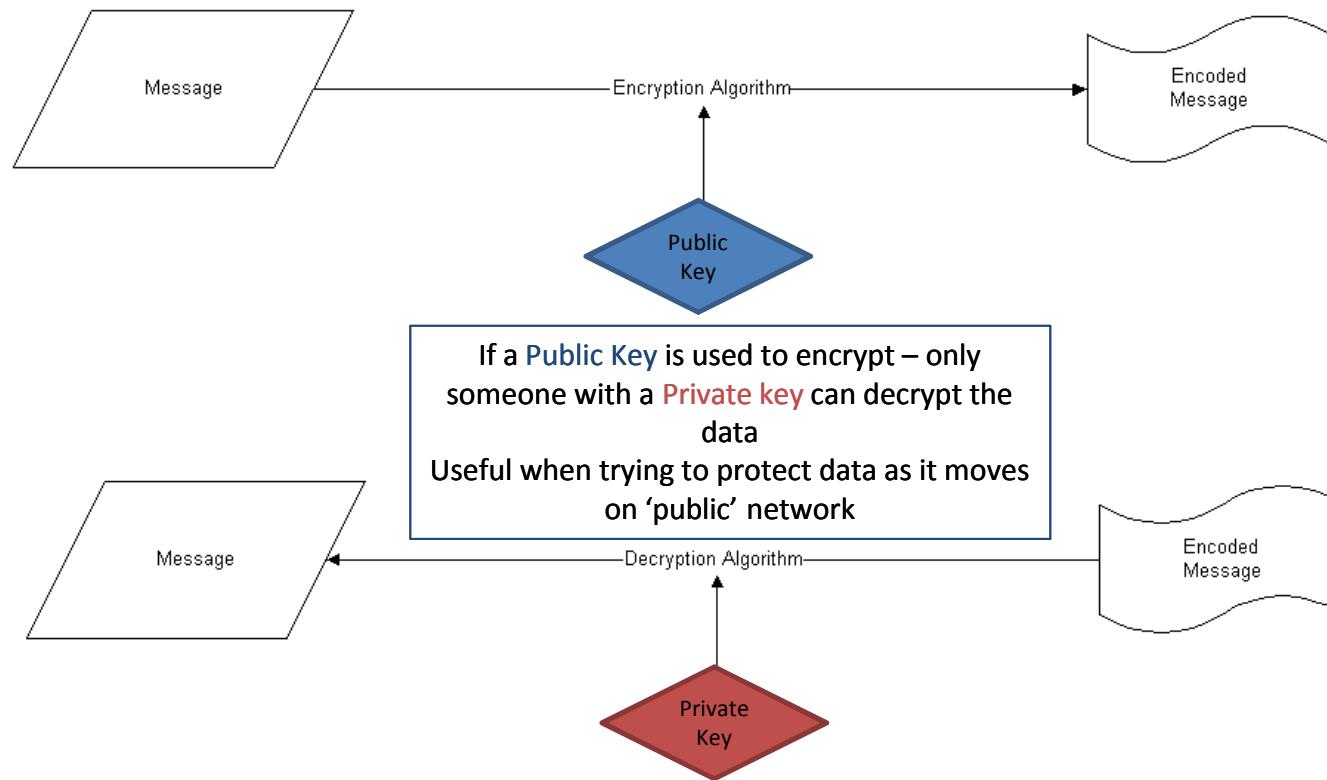 Message
Encryption Algorithm
Encoded
Message
Public
Key
If a Public Key is used to encrypt – only
someone with a Private key can decrypt the
data
Useful when trying to protect data as it moves
on ‘public’ network
Message
Decryption Algorithm
Encoded
Message
Private
Key